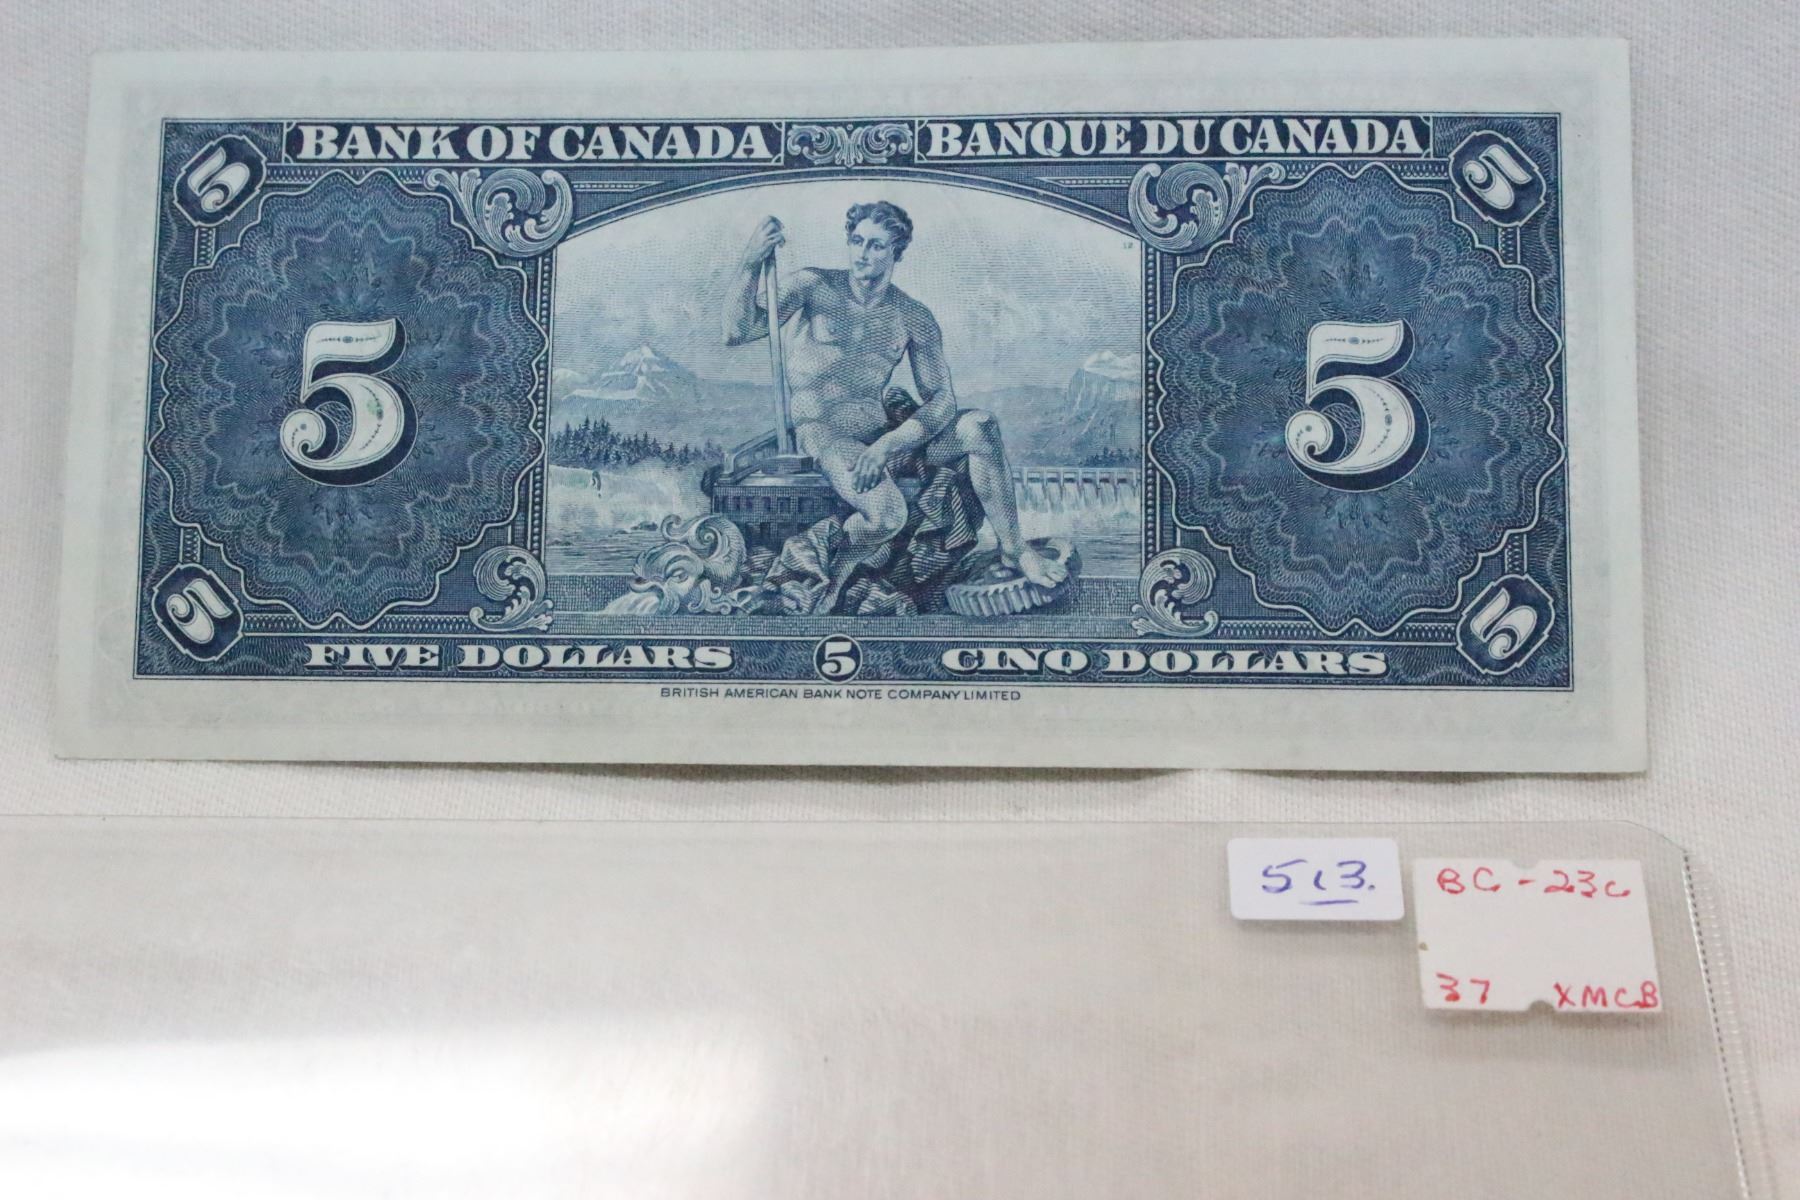 5 BANK OF CANADA BANQUE DU CANADA 5
12
5 5
5 FIVE DOLLARS 5 CINQ DOLLARS 5
BRITISH AMERICAN BANK NOTE COMPANY LIMITED
513.
BC-23c
37 XMCB